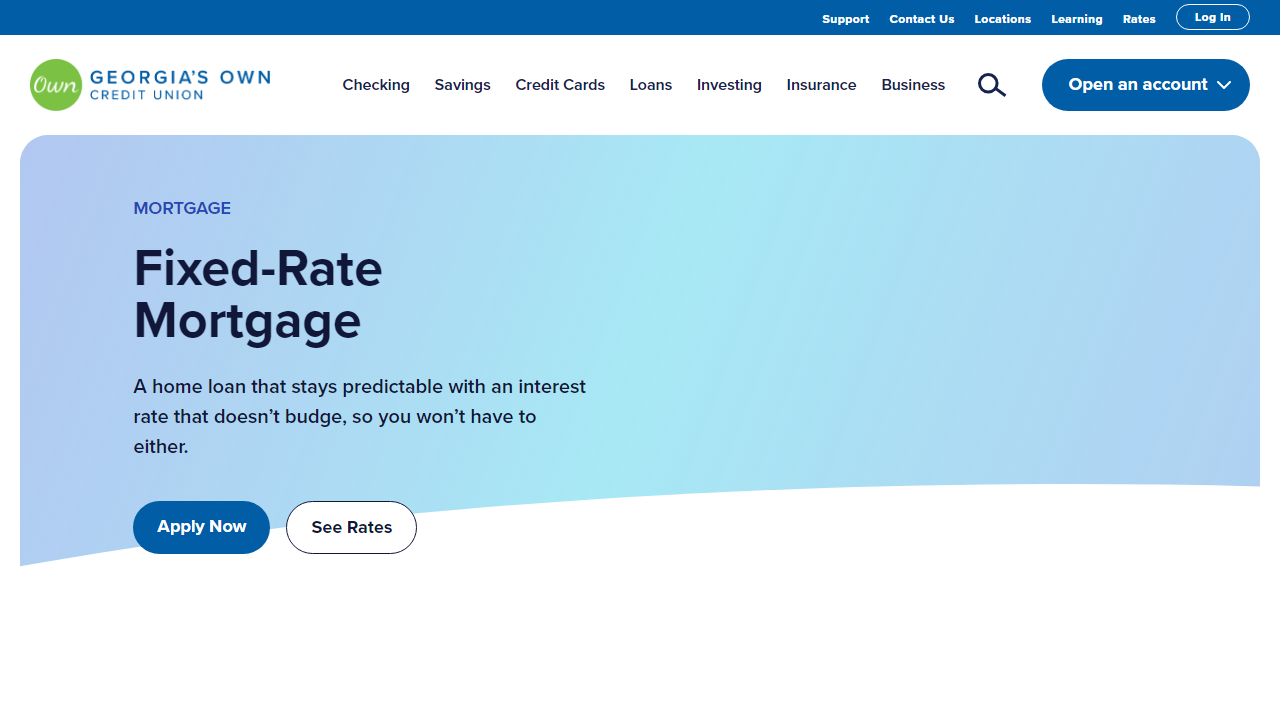 Support Contact Us Locations Learning Rates Log In
Own GEORGIA'S OWN
CREDIT UNION
Checking Savings Credit Cards Loans Investing Insurance Business Open an account
MORTGAGE
Fixed-Rate
Mortgage
A home loan that stays predictable with an interest
rate that doesn’t budge, so you won’t have to
either.
Apply Now See Rates